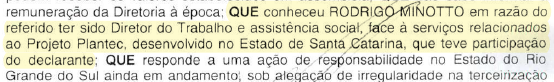 remuneração da Diretoria à época; QUE conheceu RODRIGO MINOTTO em razão do
referido ter sido Diretor do Trabalho e assistência social, face à serviços relacionados
ao Projeto Plantec, desenvolvido no Estado de Santa Catarina, que teve participação
do declarante; QUE responde a uma ação de responsabilidade no Estado do Rio
Grande do Sul ainda em andamento, sob alegação de irregularidade na terceirização